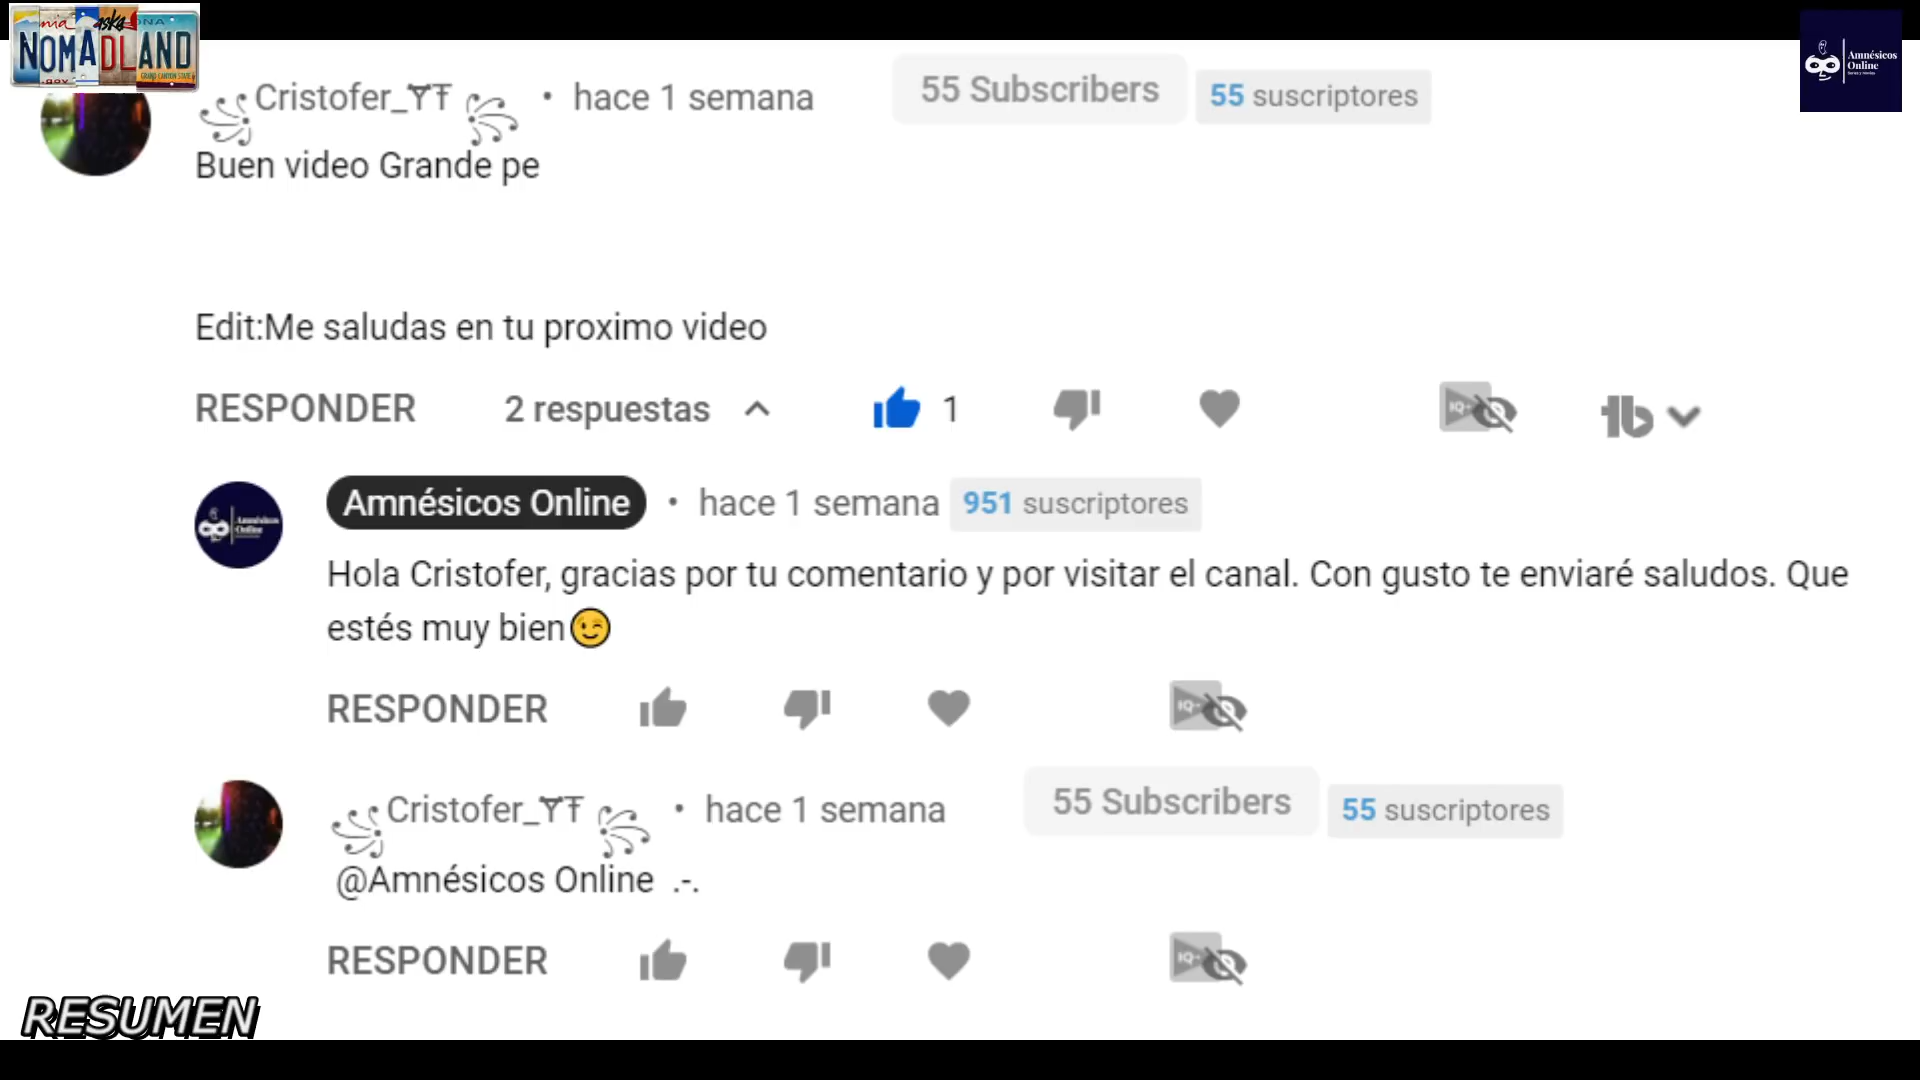 NOMADLAND
Amnésicos
Online
Cristofer_ • hace 1 semana 55 Subscribers 55 suscriptores
Buen video Grande pe
Edit:Me saludas en tu proximo video
RESPONDER 2 respuestas 1
Amnésicos Online • hace 1 semana 951 suscriptores
Hola Cristofer, gracias por tu comentario y por visitar el canal. Con gusto te enviaré saludos. Que
estés muy bien😉
RESPONDER
Cristofer_ • hace 1 semana 55 Subscribers 55 suscriptores
@Amnésicos Online .-.
RESPONDER
RESUMEN